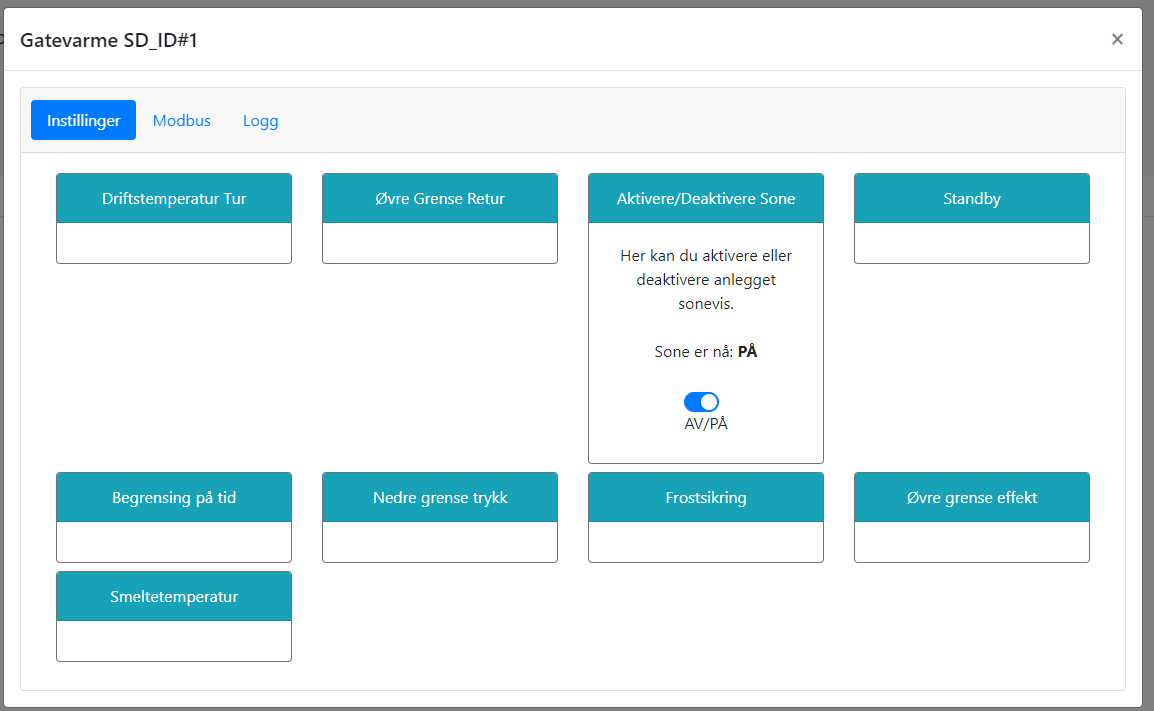 Gatevarme SD_ID#1
×
Instillinger Modbus Logg
Driftstemperatur Tur
Øvre Grense Retur
Aktivere/Deaktivere Sone
Her kan du aktivere eller
deaktivere anlegget
sonevis.
Sone er nå: PÅ
AV/PÅ
Standby
Begrensing på tid
Nedre grense trykk
Frostsikring
Øvre grense effekt
Smeltetemperatur